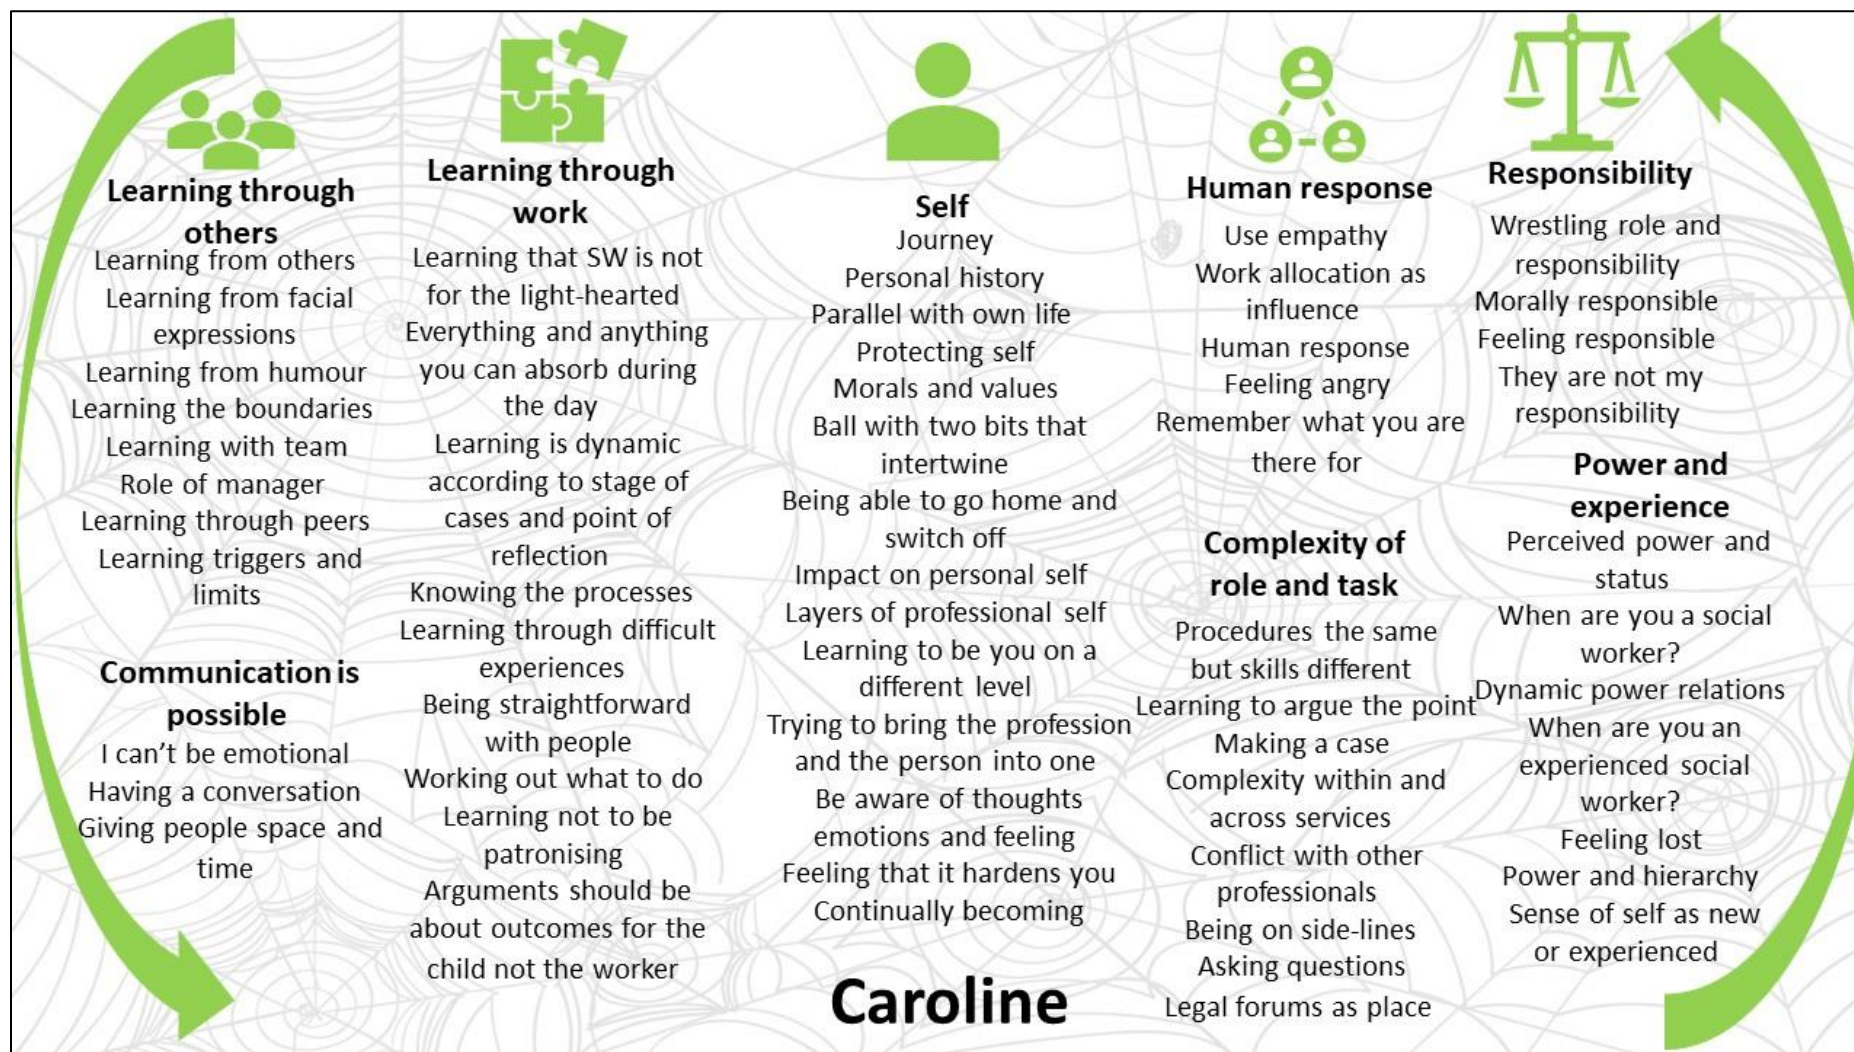 Learning through
others
Learning from others
Learning from facial
expressions
Learning from humour
Learning the boundaries
Learning with team
Role of manager
Learning through peers
Learning triggers and
limits
Communication is
possible
I can't be emotional
Having a conversation
Giving people space and
time
Learning through
work
Learning that SW is not
for the light-hearted
Everything and anything
you can absorb during
the day
Learning is dynamic
according to stage of
cases and point of
reflection
Knowing the processes
Learning through difficult
experiences
Being straightforward
with people
Working out what to do
Learning not to be
patronising
Arguments should be
about outcomes for the
child not the worker
Self
Journey
Personal history
Parallel with own life
Protecting self
Morals and values
Ball with two bits that
intertwine
Being able to go home and
switch off
Impact on personal self
Layers of professional self
Learning to be you on a
different level
Trying to bring the profession
and the person into one
Be aware of thoughts
emotions and feeling
Feeling that it hardens you
Continually becoming
Caroline
Human response
Use empathy
Work allocation as
influence
Human response
Feeling angry
Remember what you are
there for
Complexity of
role and task
Procedures the same
but skills different
Learning to argue the point
Making a case
Complexity within and
across services
Conflict with other
professionals
Being on side-lines
Asking questions
Legal forums as place
Responsibility
Wrestling role and
responsibility
Morally responsible
Feeling responsible
They are not my
responsibility
Power and
experience
Perceived power and
status
When are you a social
worker?
Dynamic power relations
When are you an
experienced social
worker?
Feeling lost
Power and hierarchy
Sense of self as new
or experienced